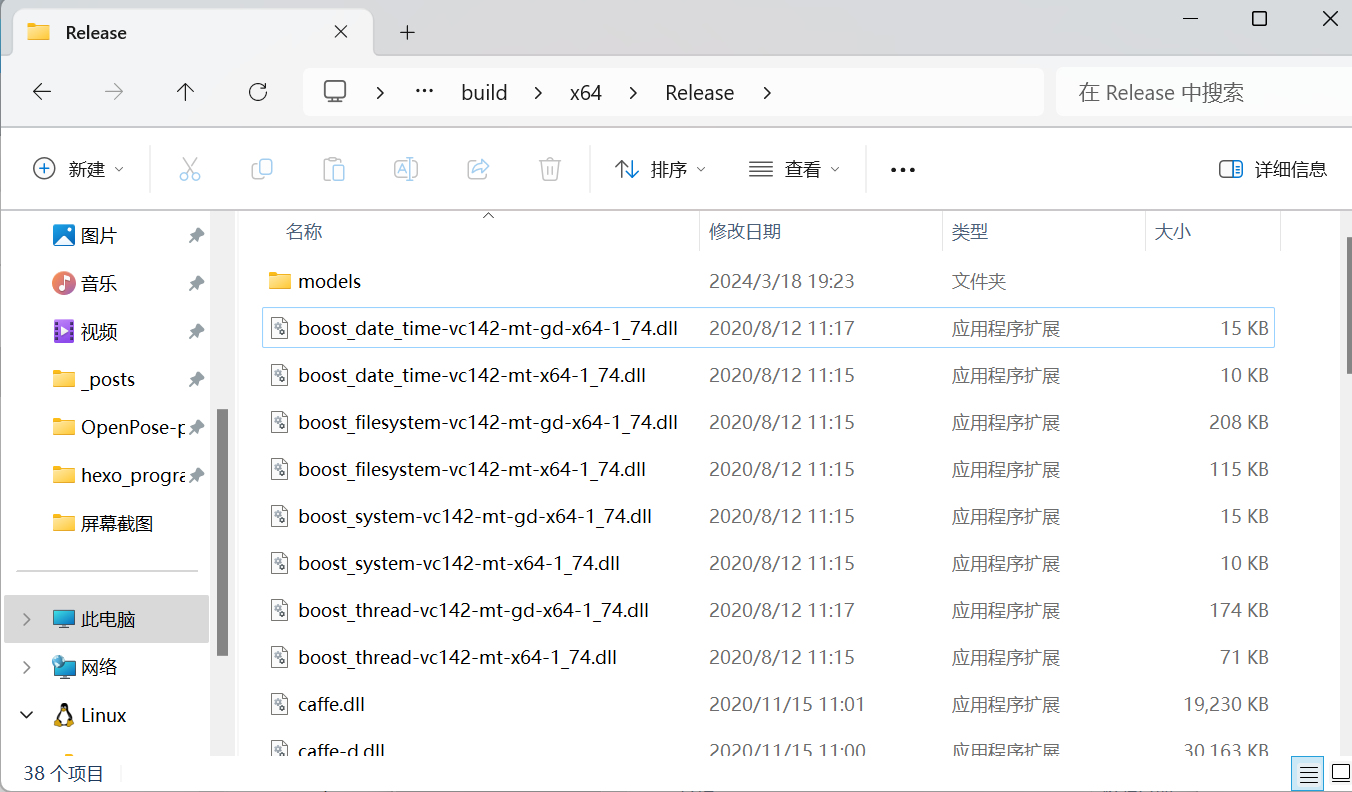 Release
build
x64
Release
在 Release 中搜索
新建
排序
查看
详细信息
图片
音乐
视频
_posts
OpenPose-p
hexo_progra
屏幕截图
此电脑
网络
Linux
名称 修改日期 类型 大小
models 2024/3/18 19:23 文件夹
boost_date_time-vc142-mt-gd-x64-1_74.dll 2020/8/12 11:17 应用程序扩展 15 KB
boost_date_time-vc142-mt-x64-1_74.dll 2020/8/12 11:15 应用程序扩展 10 KB
boost_filesystem-vc142-mt-gd-x64-1_74.dll 2020/8/12 11:15 应用程序扩展 208 KB
boost_filesystem-vc142-mt-x64-1_74.dll 2020/8/12 11:15 应用程序扩展 115 KB
boost_system-vc142-mt-gd-x64-1_74.dll 2020/8/12 11:15 应用程序扩展 15 KB
boost_system-vc142-mt-x64-1_74.dll 2020/8/12 11:15 应用程序扩展 10 KB
boost_thread-vc142-mt-gd-x64-1_74.dll 2020/8/12 11:17 应用程序扩展 174 KB
boost_thread-vc142-mt-x64-1_74.dll 2020/8/12 11:15 应用程序扩展 71 KB
caffe.dll 2020/11/15 11:01 应用程序扩展 19,230 KB
caffe-d.dll 2020/11/15 11:00 应用程序扩展 30,163 KB
38 个项目